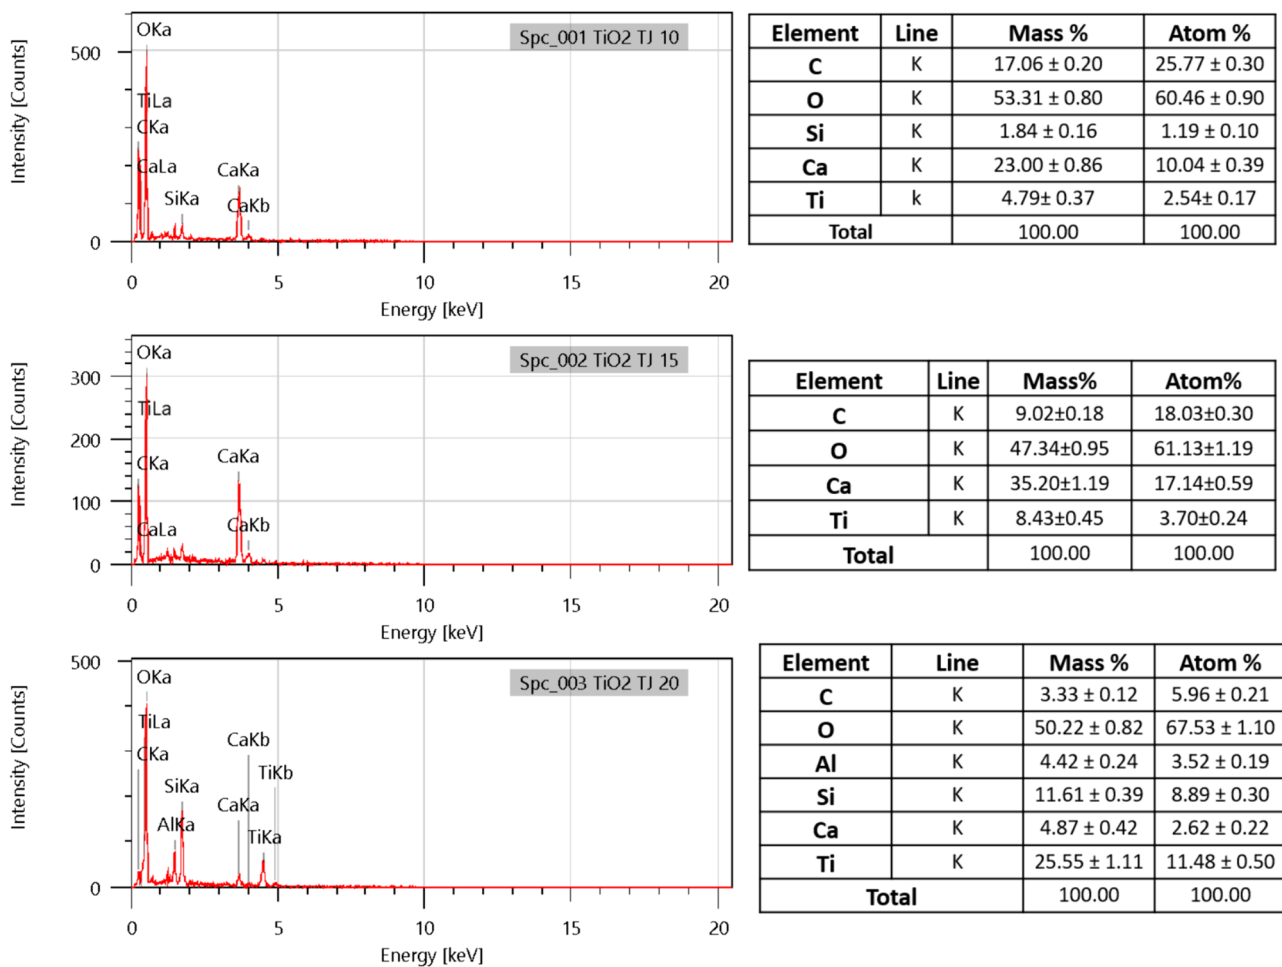 Intensity [Counts]
500
0
OKa
TiLa
CKa
CaLa
SiKa
CaKa
CaKb
Spc_001 TiO2 TJ 10
0 5 10 15 20
Energy [keV]
Element Line Mass % Atom %
C K 17.06 ± 0.20 25.77 ± 0.30
O K 53.31 ± 0.80 60.46 ± 0.90
Si K 1.84 ± 0.16 1.19 ± 0.10
Ca K 23.00 ± 0.86 10.04 ± 0.39
Ti k 4.79± 0.37 2.54± 0.17
Total 100.00 100.00
Intensity [Counts]
300
200
100
0
OKa
TiLa
CKa
CaLa
CaKa
CaKb
Spc_002 TiO2 TJ 15
0 5 10 15 20
Energy [keV]
Element Line Mass% Atom%
C K 9.02±0.18 18.03±0.30
O K 47.34±0.95 61.13±1.19
Ca K 35.20±1.19 17.14±0.59
Ti K 8.43±0.45 3.70±0.24
Total 100.00 100.00
Intensity [Counts]
500
0
OKa
TiLa
CKa
AlKa
SiKa
CaKa
CaKb
TiKa
TiKb
Spc_003 TiO2 TJ 20
0 5 10 15 20
Energy [keV]
Element Line Mass % Atom %
C K 3.33 ± 0.12 5.96 ± 0.21
O K 50.22 ± 0.82 67.53 ± 1.10
Al K 4.42 ± 0.24 3.52 ± 0.19
Si K 11.61 ± 0.39 8.89 ± 0.30
Ca K 4.87 ± 0.42 2.62 ± 0.22
Ti K 25.55 ± 1.11 11.48 ± 0.50
Total 100.00 100.00